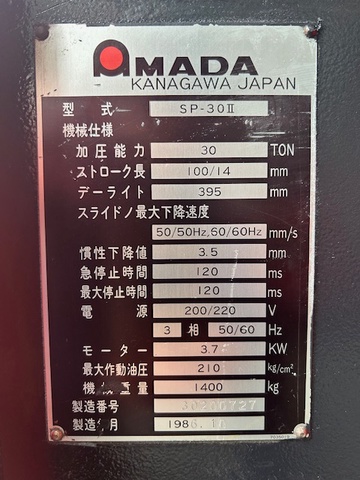 AMADA
KANAGAWA JAPAN
型式 SP-30II
機械仕様
加圧能力 30 TON
ストローク長 100/14 mm
デーライト 395 mm
スライドノ最大下降速度
50/50Hz,60/60Hz mm/s
慣性下降値 3.5 mm
急停止時間 120 ms
最大停止時間 120 ms
電源 200/220 V
3 相 50/60 Hz
モーター 3.7 KW
最大作動油圧 210 kg/cm²
機械重量 1400 kg
製造番号
製造年月